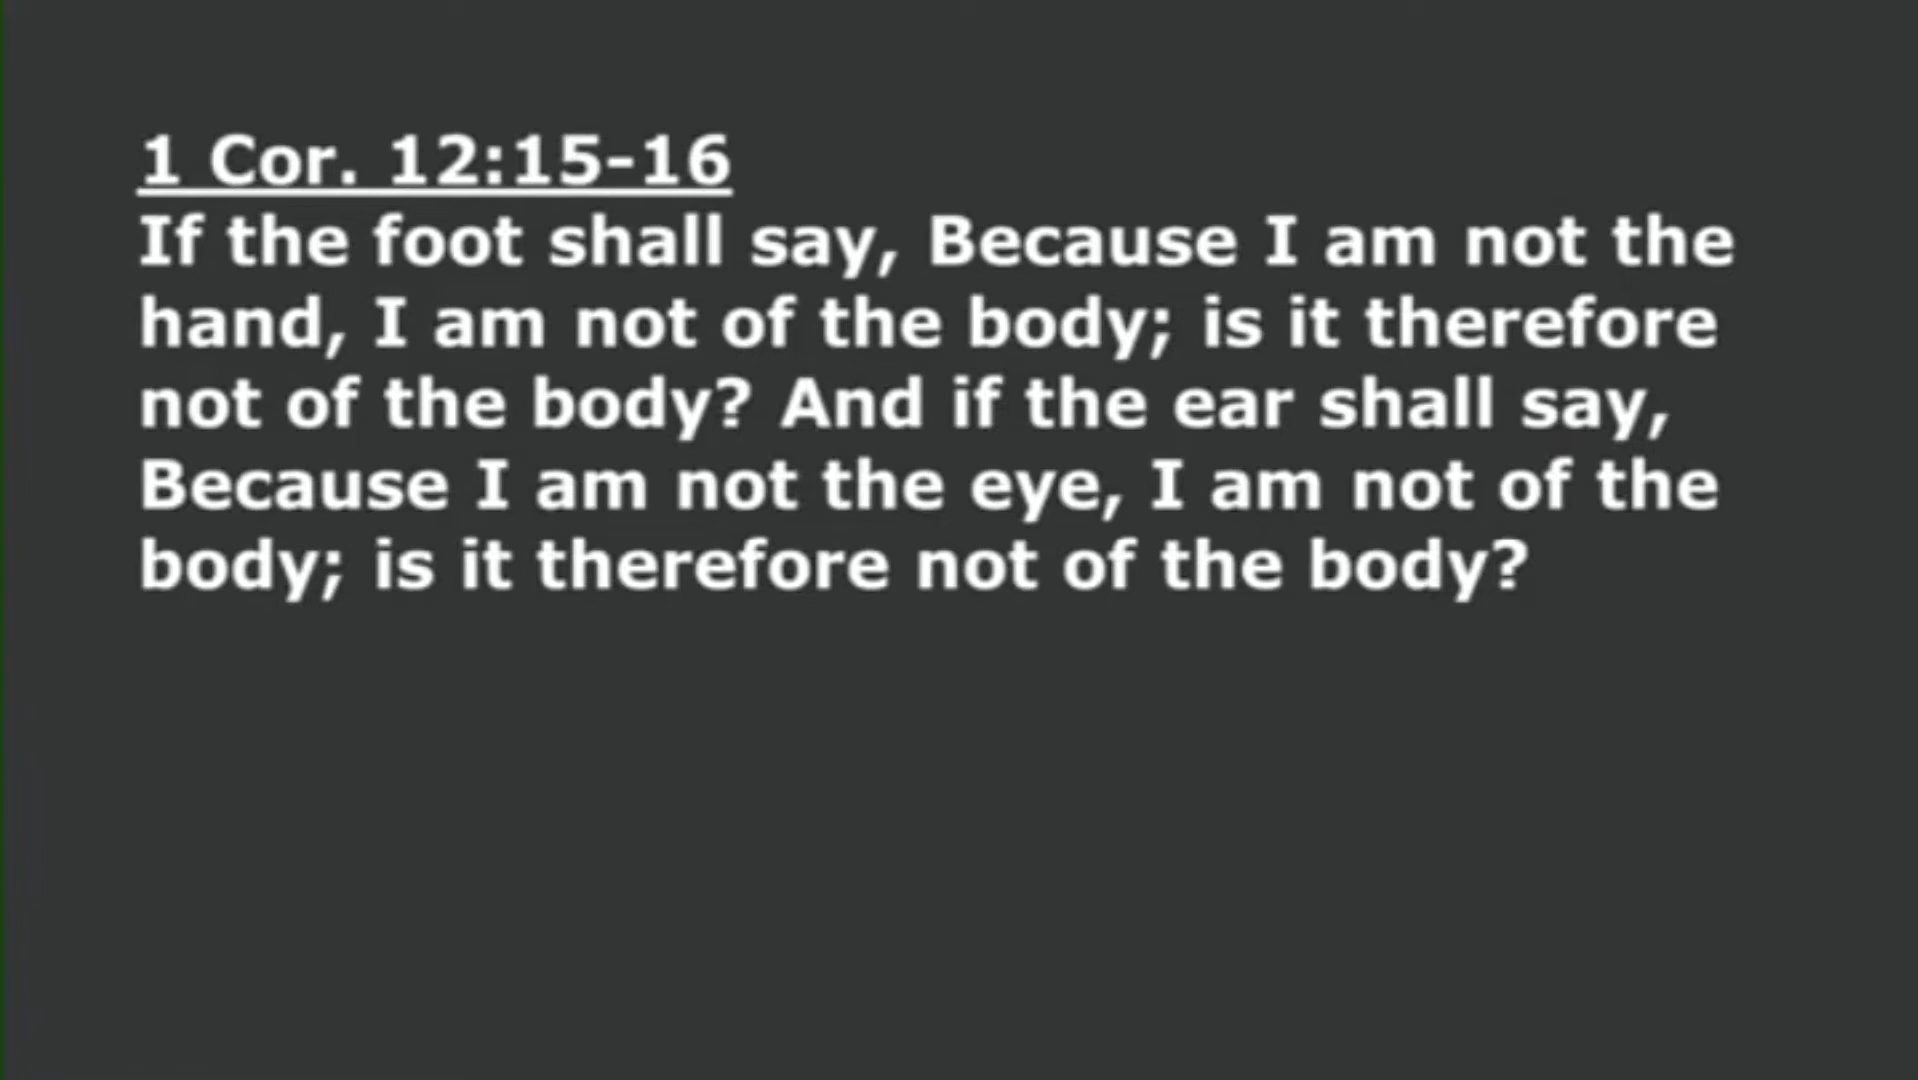 1 Cor. 12:15-16
If the foot shall say, Because I am not the
hand, I am not of the body; is it therefore
not of the body? And if the ear shall say,
Because I am not the eye, I am not of the
body; is it therefore not of the body?